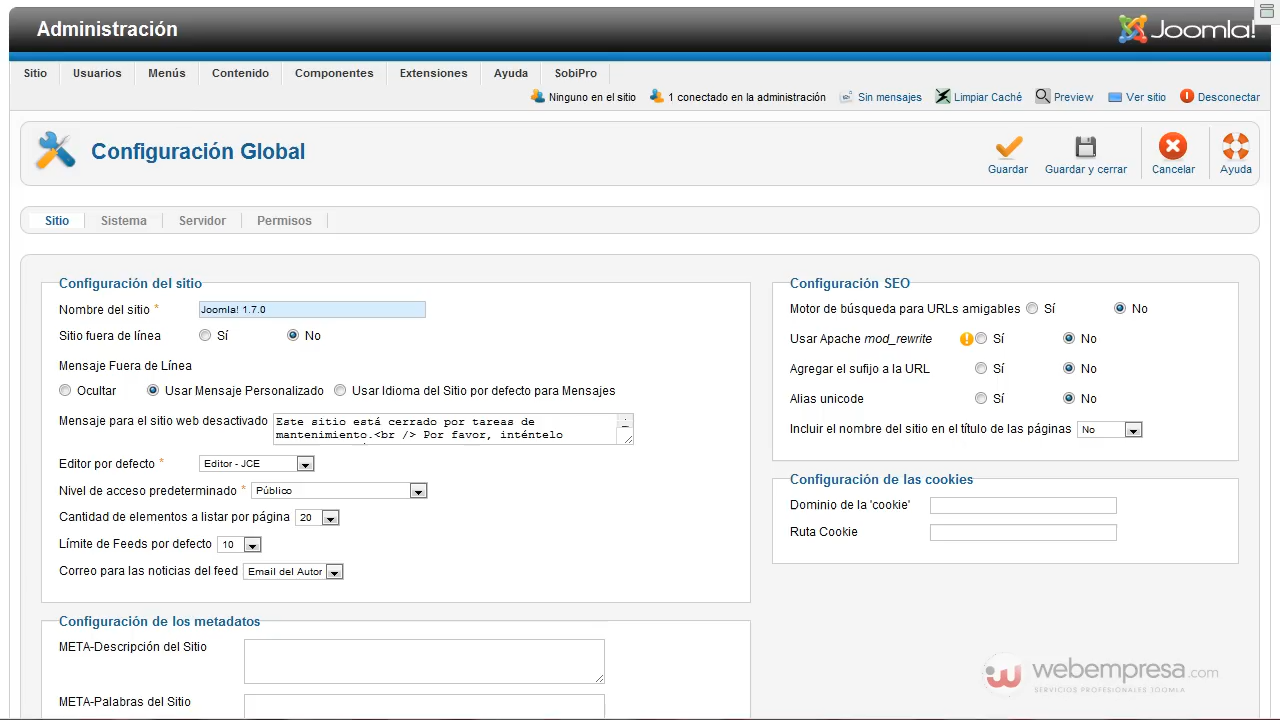 Administración
Joomla!
Sitio Usuarios Menús Contenido Componentes Extensiones Ayuda SobiPro
Ninguno en el sitio 1 conectado en la administración Sin mensajes Limpiar Caché Preview Ver sitio Desconectar
Configuración Global
Guardar Guardar y cerrar Cancelar Ayuda
Sitio Sistema Servidor Permisos
Configuración del sitio
Nombre del sitio * Joomla! 1.7.0
Sitio fuera de línea Sí No
Mensaje Fuera de Línea
Ocultar Usar Mensaje Personalizado Usar Idioma del Sitio por defecto para Mensajes
Mensaje para el sitio web desactivado Este sitio está cerrado por tareas de
mantenimiento.<br /> Por favor, inténtelo
Editor por defecto * Editor - JCE
Nivel de acceso predeterminado * Público
Cantidad de elementos a listar por página 20
Límite de Feeds por defecto 10
Correo para las noticias del feed Email del Autor
Configuración de los metadatos
META-Descripción del Sitio
META-Palabras del Sitio
Configuración SEO
Motor de búsqueda para URLs amigables Sí No
Usar Apache mod_rewrite Sí No
Agregar el sufijo a la URL Sí No
Alias unicode Sí No
Incluir el nombre del sitio en el título de las páginas No
Configuración de las cookies
Dominio de la 'cookie'
Ruta Cookie
webempresa.com
SERVICIOS PROFESIONALES JOOMLA